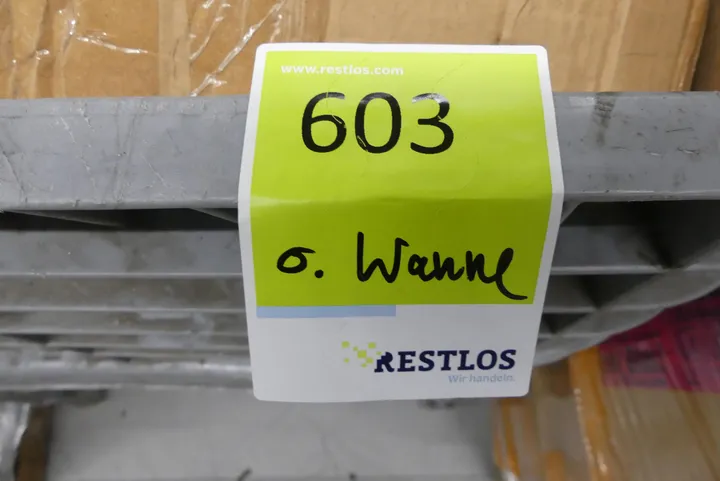 www.restlos.com
603
o. Wanne
RESTLOS
Wir handeln.